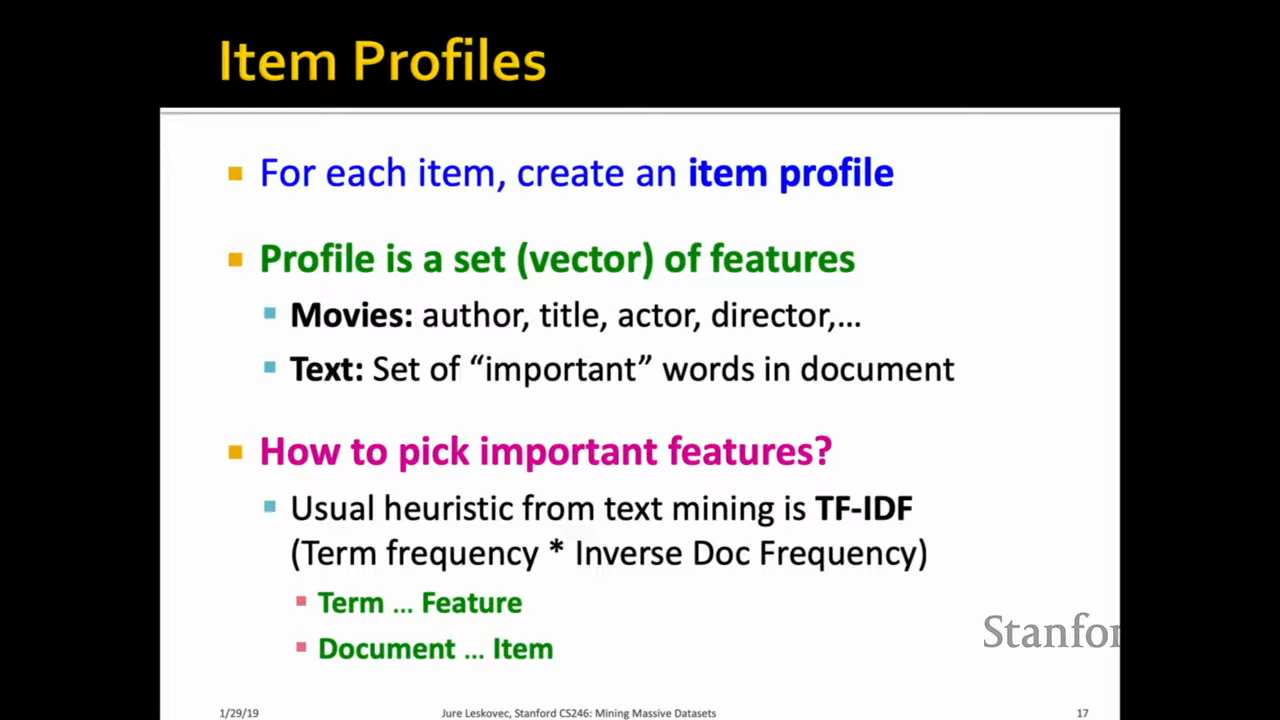 Item Profiles
For each item, create an item profile
Profile is a set (vector) of features
Movies: author, title, actor, director,...
Text: Set of “important” words in document
How to pick important features?
Usual heuristic from text mining is TF-IDF
(Term frequency * Inverse Doc Frequency)
Term ... Feature
Document ... Item
Stanfor
1/29/19 Jure Leskovec, Stanford CS246: Mining Massive Datasets 17